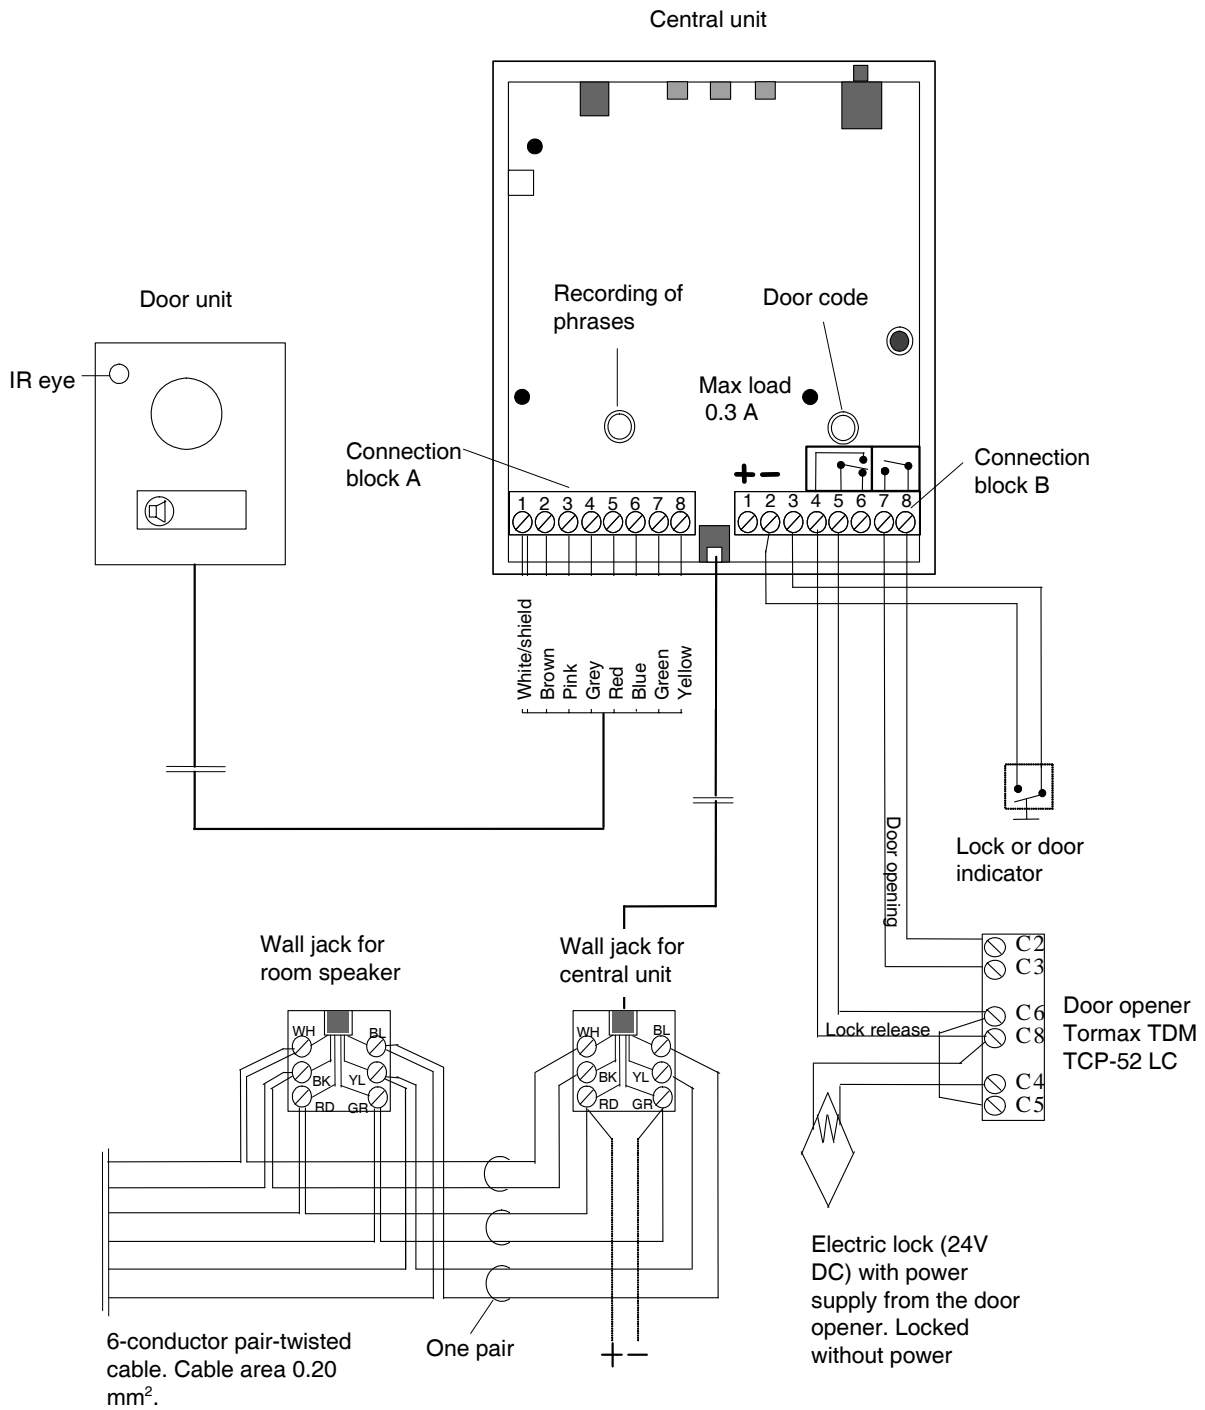 Central unit
Recording of
phrases
Door code
Door unit
IR eye
Max load
0.3 A
Connection
block A
Connection
block B
+ −
1 2 3 4 5 6 7 8
1 2 3 4 5 6 7 8
White/shield
Brown
Pink
Grey
Red
Blue
Green
Yellow
Door opening
Lock or door
indicator
Wall jack for
room speaker
Wall jack for
central unit
WH BL
BK YL
RD GR
WH BL
BK YL
RD GR
C2
C3
C6
C8
C4
C5
Lock release
Door opener
Tormax TDM
TCP-52 LC
Electric lock (24V
DC) with power
supply from the door
opener. Locked
without power
One pair
+ −
6-conductor pair-twisted
cable. Cable area 0.20
mm².